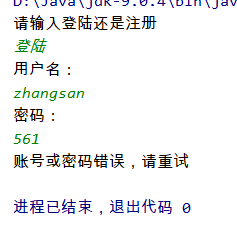 D:\Java\jdk-9.0.4\bin\jav
请输入登陆还是注册
登陆
用户名：
zhangsan
密码：
561
账号或密码错误，请重试
进程已结束，退出代码 0